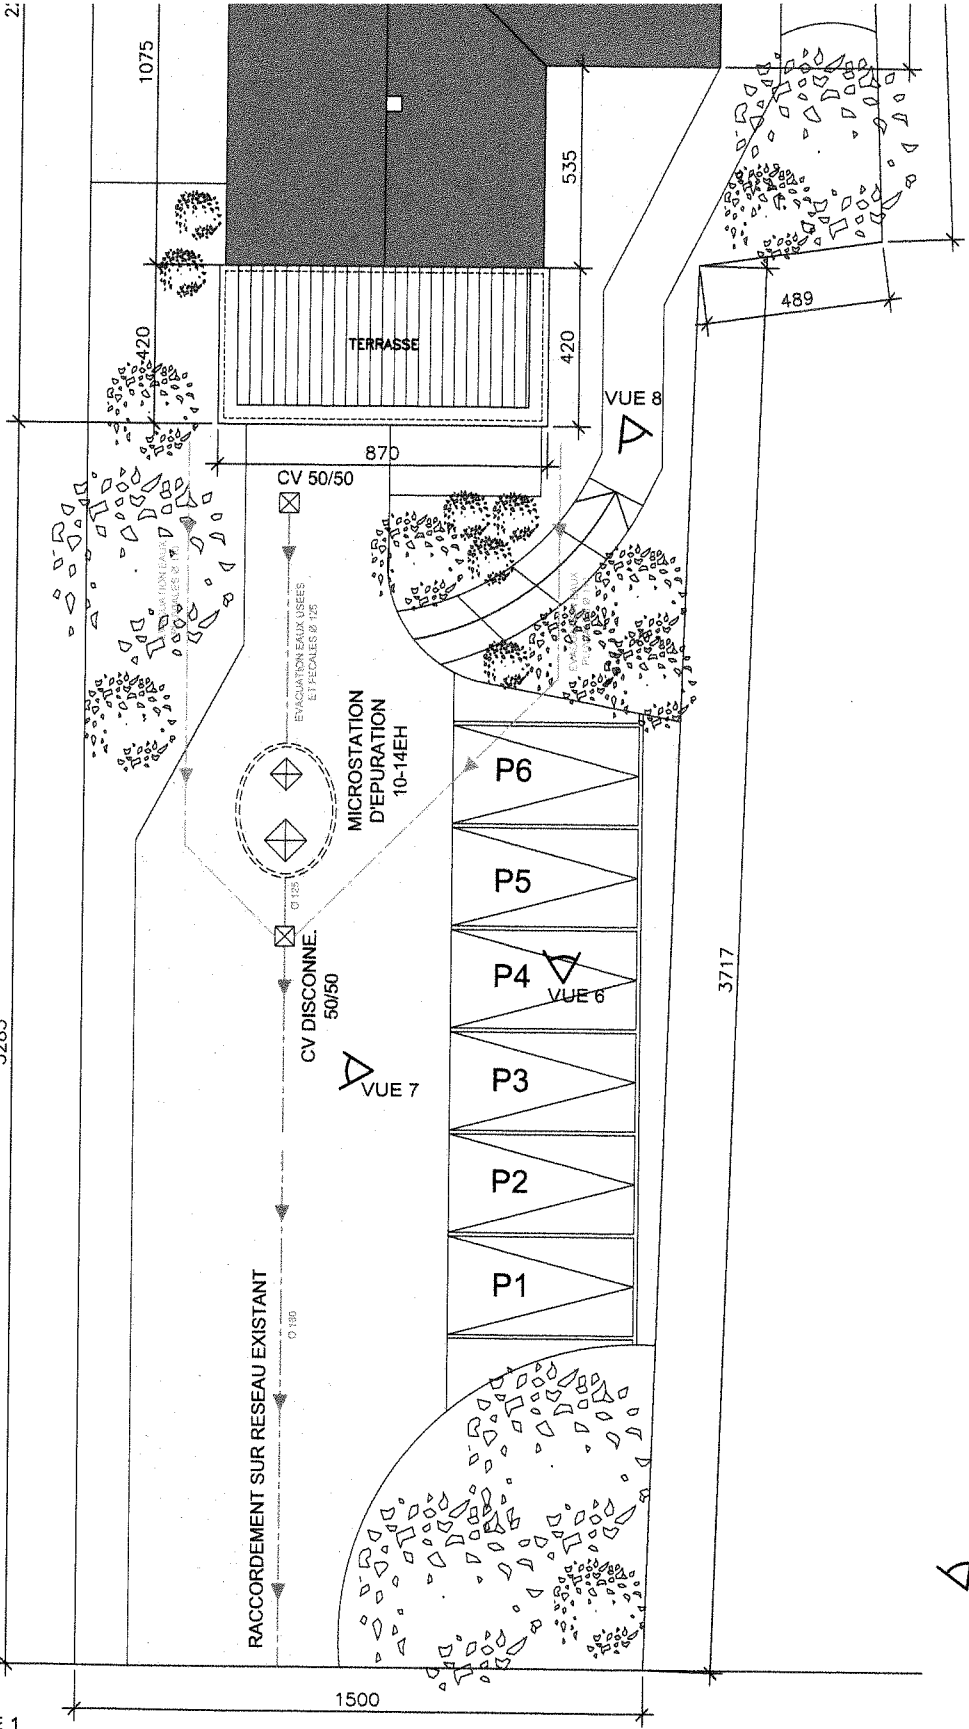 1075
535
420
420
TERRASSE
489
VUE 8
870
CV 50/50
EVACUATION EAUX USEES
ET FECALES Ø 125
MICROSTATION
D'EPURATION
10-14EH
P6
P5
Ø 125
CV DISCONNE.
50/50
P4
VUE 6
3717
VUE 7
P3
P2
P1
RACCORDEMENT SUR RESEAU EXISTANT
Ø 160
1500